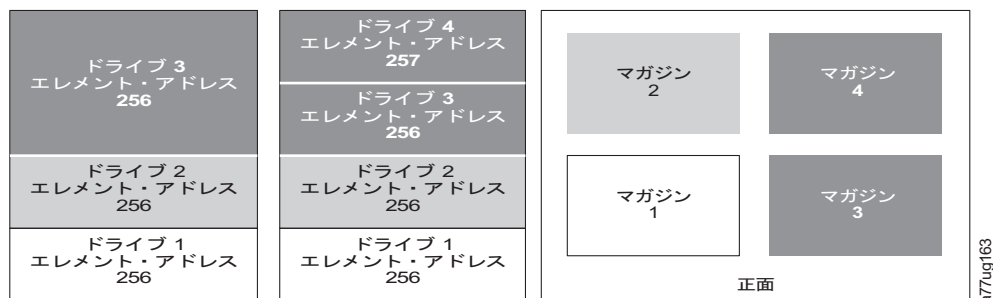 ドライブ 3
エレメント・アドレス
256
ドライブ 2
エレメント・アドレス
256
ドライブ 1
エレメント・アドレス
256
ドライブ 4
エレメント・アドレス
257
ドライブ 3
エレメント・アドレス
256
ドライブ 2
エレメント・アドレス
256
ドライブ 1
エレメント・アドレス
256
マガジン
2
マガジン
4
マガジン
1
マガジン
3
正面
a77ug163